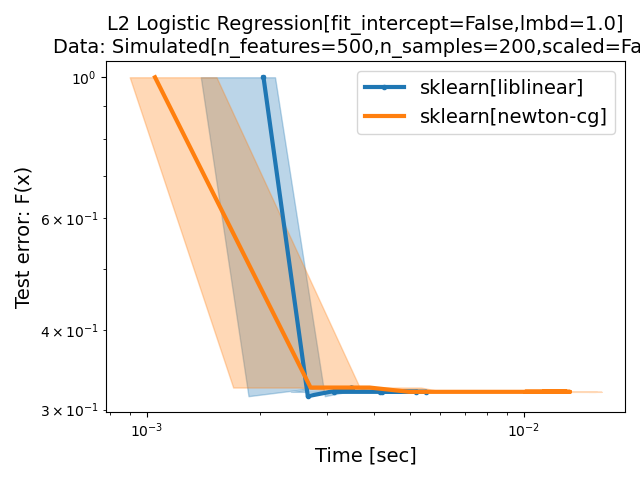 L2 Logistic Regression[fit_intercept=False,lmbd=1.0]
Data: Simulated[n_features=500,n_samples=200,scaled=Fa
sklearn[liblinear]
sklearn[newton-cg]
Test error: F(x)
10⁰
6 × 10⁻¹
4 × 10⁻¹
3 × 10⁻¹
10⁻³
10⁻²
Time [sec]